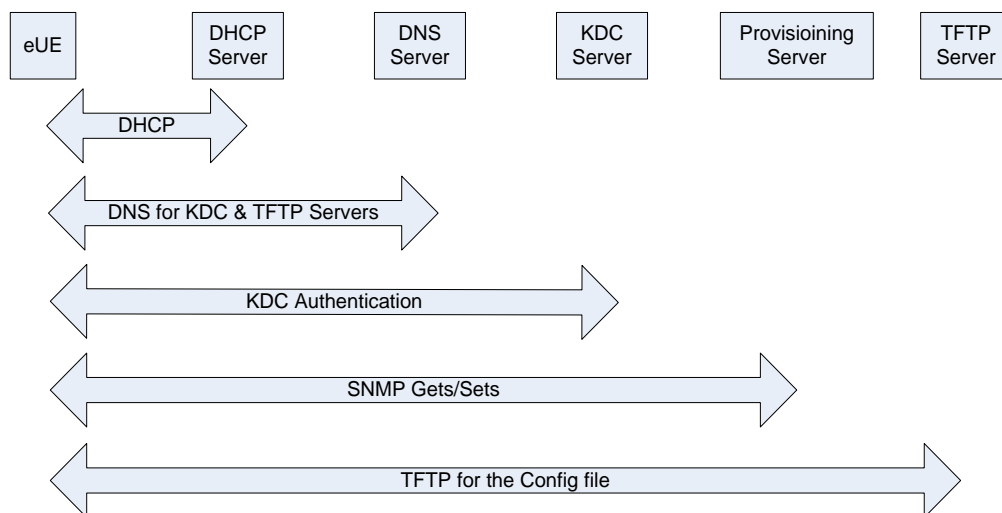 eUE
DHCP
Server
DNS
Server
KDC
Server
Provisioining
Server
TFTP
Server
DHCP
DNS for KDC & TFTP Servers
KDC Authentication
SNMP Gets/Sets
TFTP for the Config file